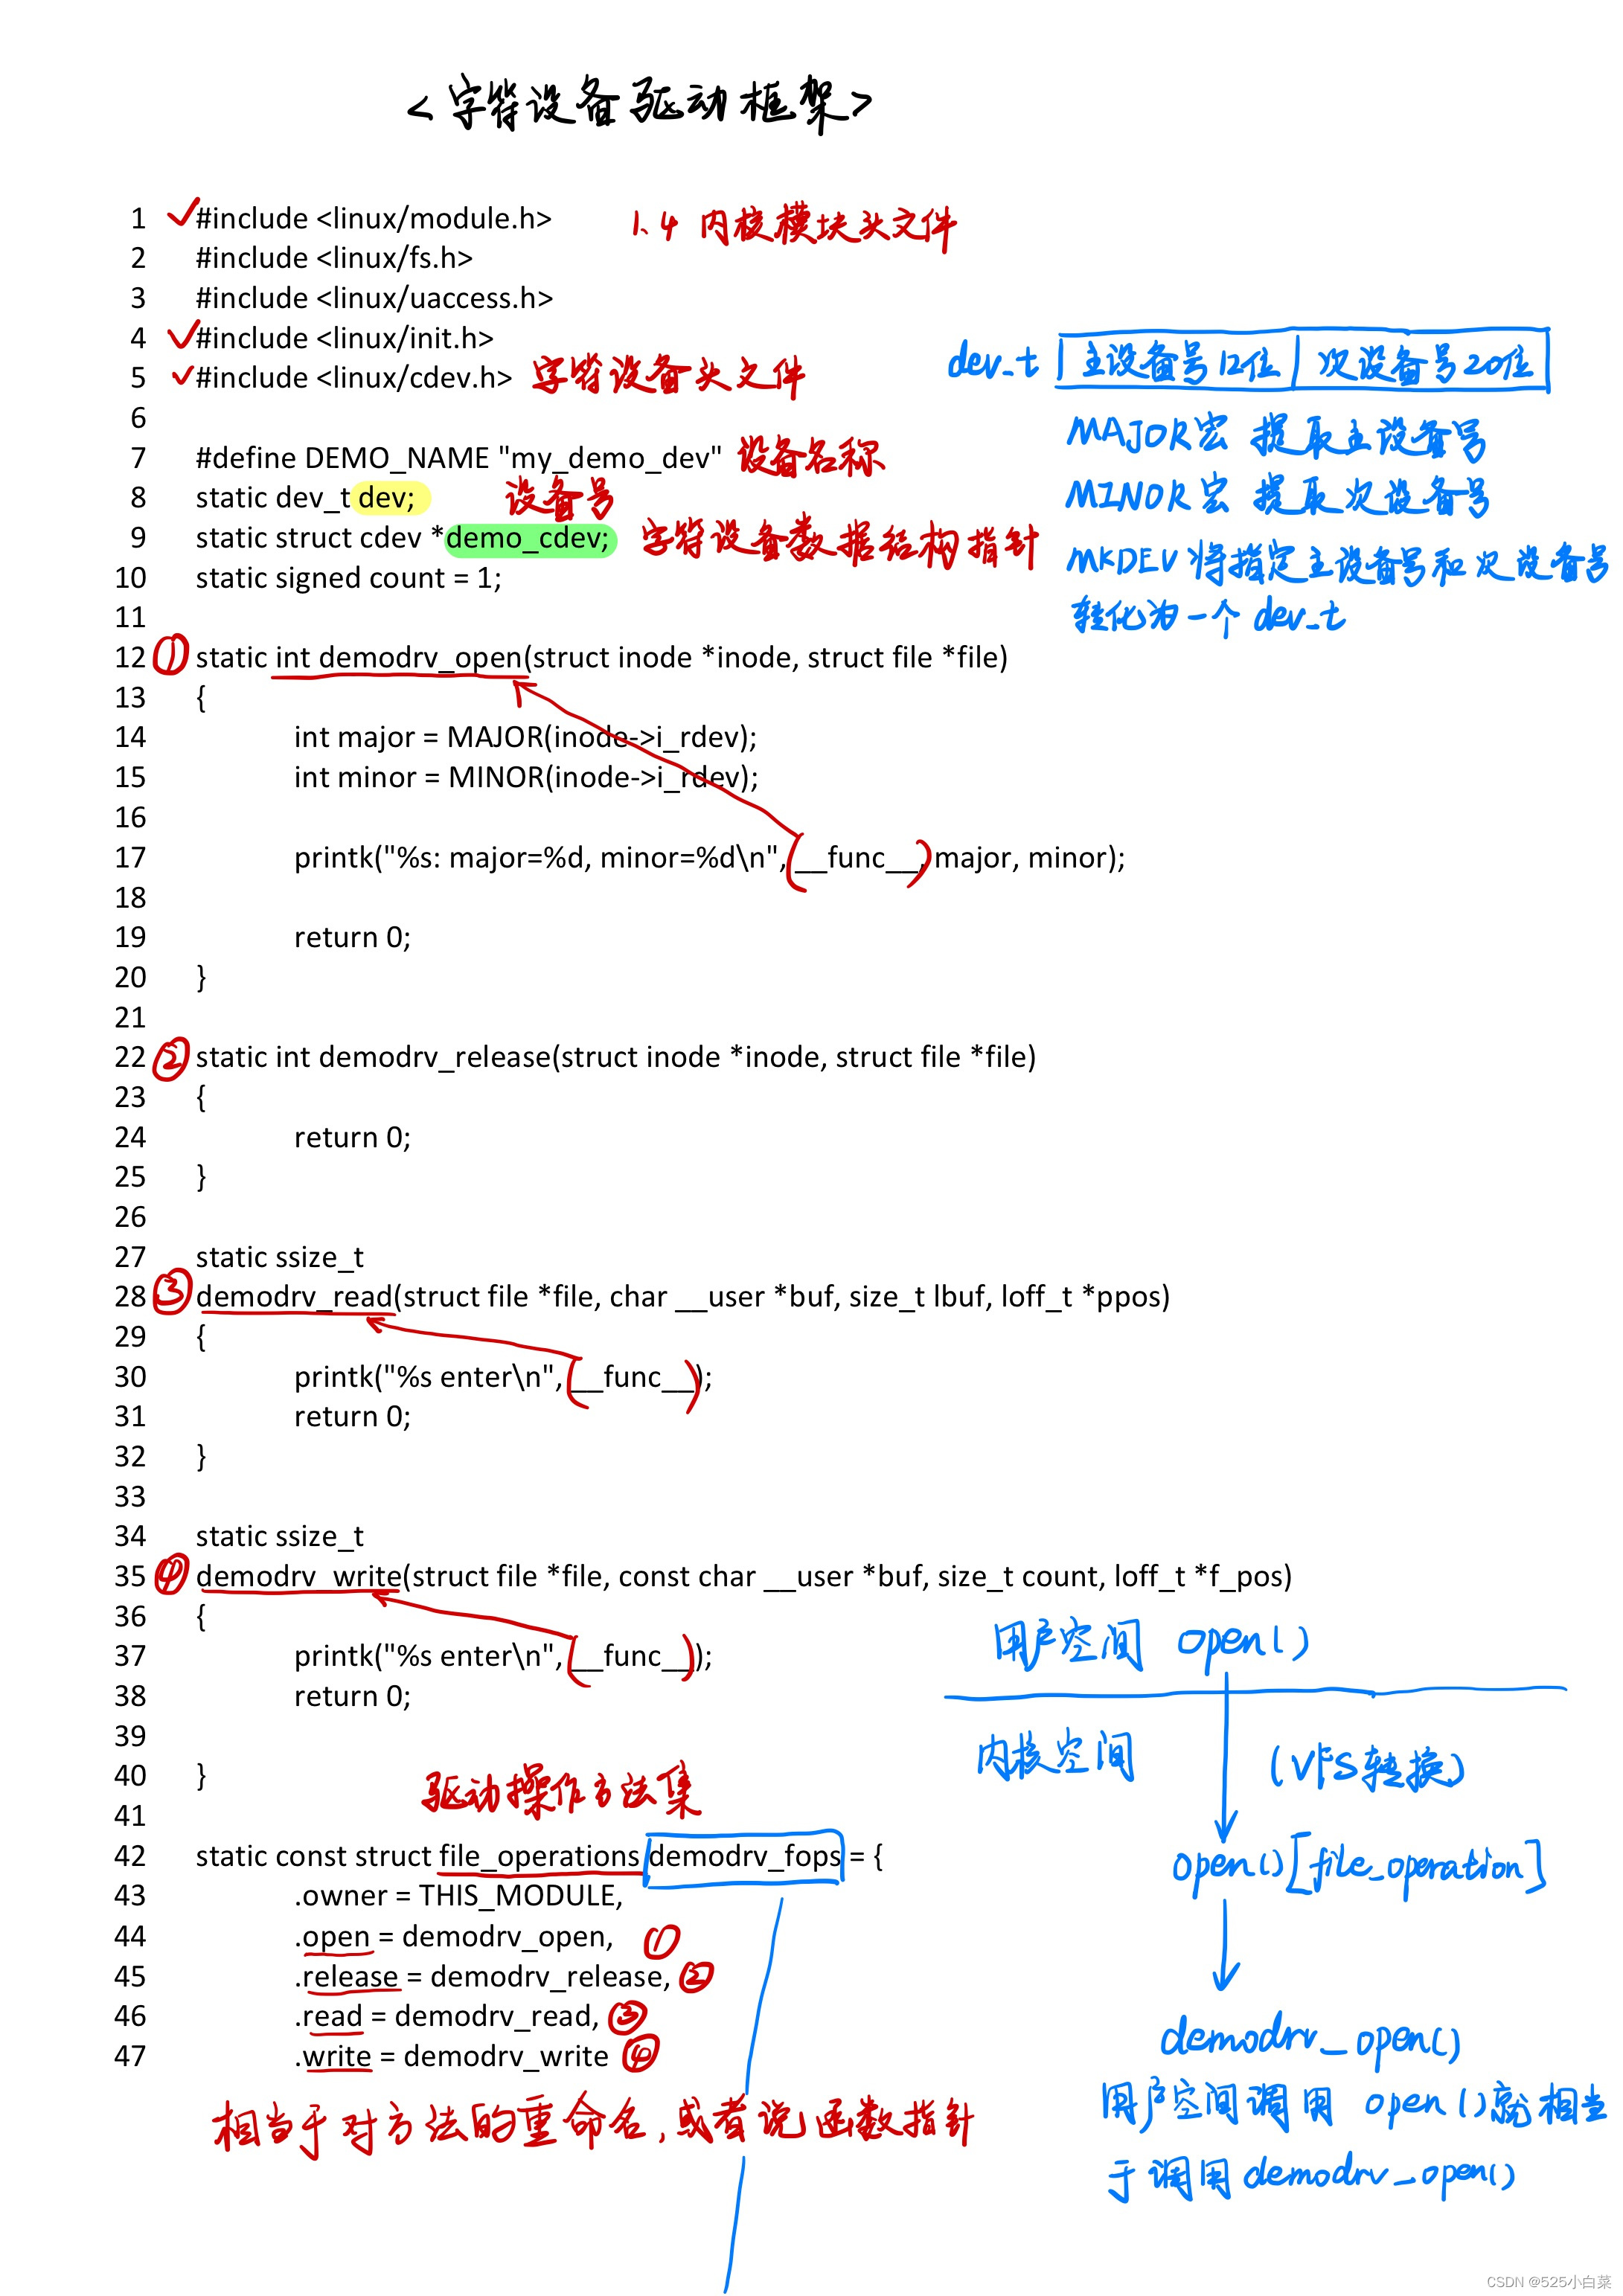 <字符设备驱动框架>
1 #include <linux/module.h> 1.4 内核模块头文件
2 #include <linux/fs.h>
3 #include <linux/uaccess.h>
4 #include <linux/init.h>
5 #include <linux/cdev.h> 字符设备头文件
dev_t 主设备号12位 次设备号20位
6
MAJOR宏 提取主设备号
7 #define DEMO_NAME "my_demo_dev" 设备名称
8 static dev_t dev; 设备号
MINOR宏 提取次设备号
9 static struct cdev *demo_cdev; 字符设备数据结构指针
MKDEV 将指定主设备号和次设备号
转化为一个 dev_t
10 static signed count = 1;
11
12 ① static int demodrv_open(struct inode *inode, struct file *file)
13 {
14 int major = MAJOR(inode->i_rdev);
15 int minor = MINOR(inode->i_rdev);
16
17 printk("%s: major=%d, minor=%d\n", __func__, major, minor);
18
19 return 0;
20 }
21
22 ② static int demodrv_release(struct inode *inode, struct file *file)
23 {
24 return 0;
25 }
26
27 static ssize_t
28 ③ demodrv_read(struct file *file, char __user *buf, size_t lbuf, loff_t *ppos)
29 {
30 printk("%s enter\n", __func__);
31 return 0;
32 }
33
34 static ssize_t
35 ④ demodrv_write(struct file *file, const char __user *buf, size_t count, loff_t *f_pos)
36 {
37 printk("%s enter\n", __func__);
38 return 0;
39
40 }
驱动操作方法集
41
42 static const struct file_operations demodrv_fops = {
43 .owner = THIS_MODULE,
44 .open = demodrv_open, ①
45 .release = demodrv_release, ②
46 .read = demodrv_read, ③
47 .write = demodrv_write ④
相当于对方法的重命名,或者说函数指针
用户空间 open()
内核空间 (VFS转换)
open() [file_operation]
demodrv_open()
用户空间调用 open()就相当
于调用demodrv_open()
CSDN @525小白菜